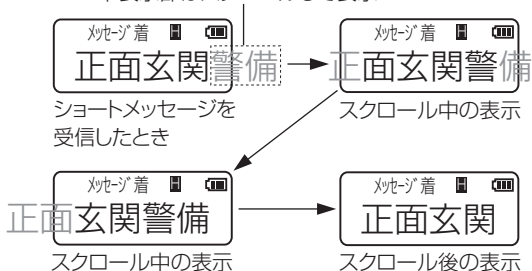 メッセージ着
正面玄関警備
ショートメッセージを
受信したとき
メッセージ着
正面玄関警備
スクロール中の表示
メッセージ着
正面玄関警備
スクロール中の表示
メッセージ着
正面玄関
スクロール後の表示